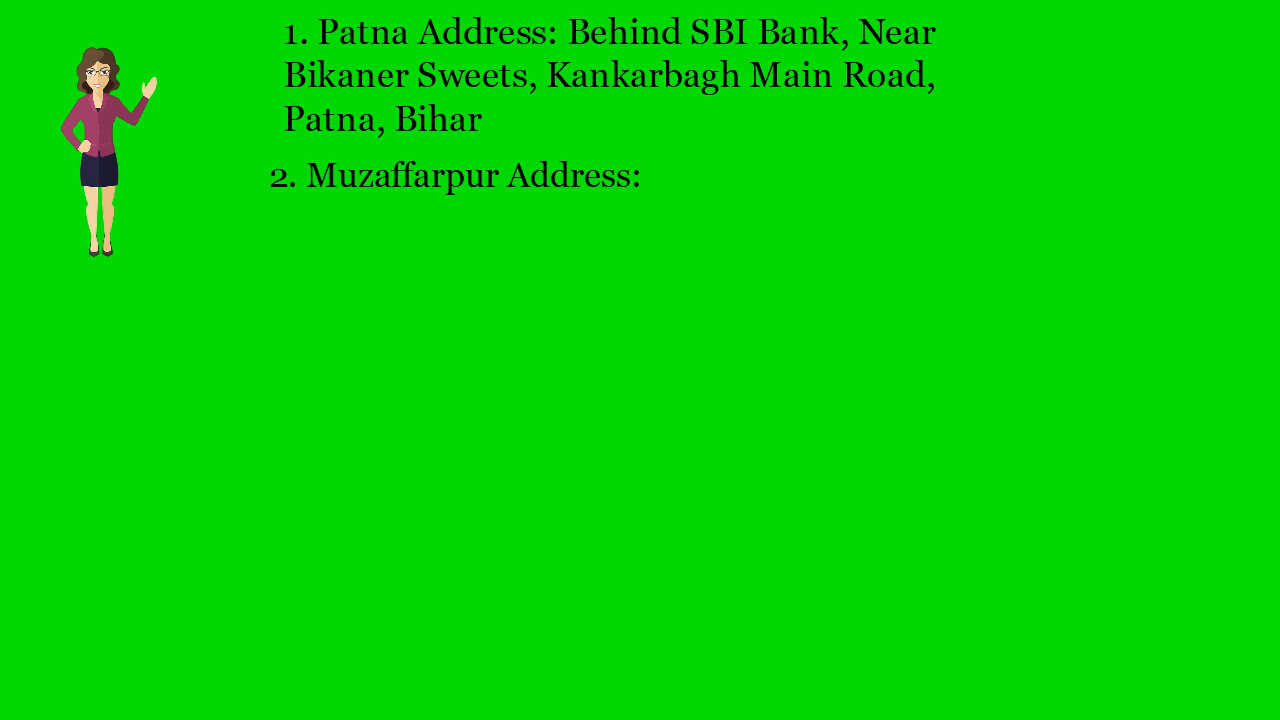 1. Patna Address: Behind SBI Bank, Near
Bikaner Sweets, Kankarbagh Main Road,
Patna, Bihar
2. Muzaffarpur Address: